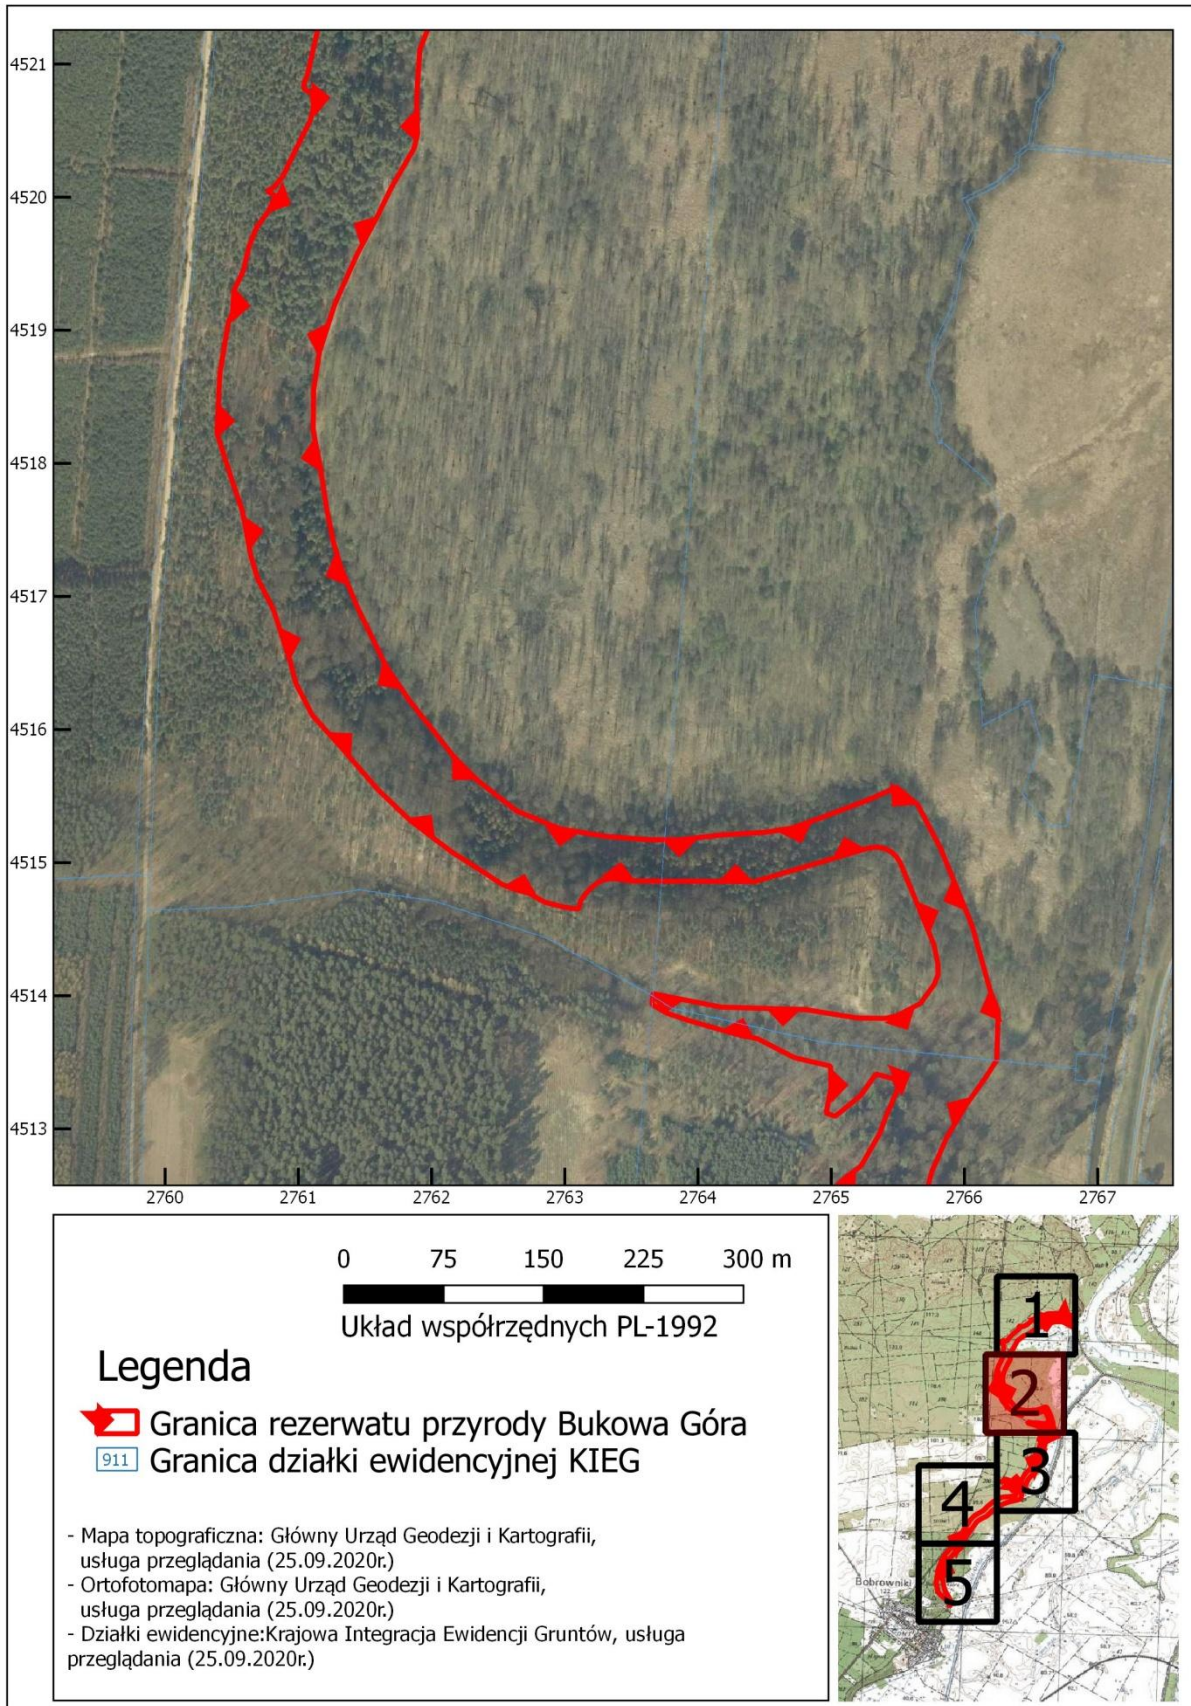 4521
4520
4519
4518
4517
4516
4515
4514
4513
2760 2761 2762 2763 2764 2765 2766 2767
0 75 150 225 300 m
Układ współrzędnych PL-1992
Legenda
Granica rezerwatu przyrody Bukowa Góra
911 Granica działki ewidencyjnej KIEG
- Mapa topograficzna: Główny Urząd Geodezji i Kartografii,
usługa przeglądania (25.09.2020r.)
- Ortofotomapa: Główny Urząd Geodezji i Kartografii,
usługa przeglądania (25.09.2020r.)
- Działki ewidencyjne:Krajowa Integracja Ewidencji Gruntów, usługa
przeglądania (25.09.2020r.)
1
2
3
4
5
Bobrowniki